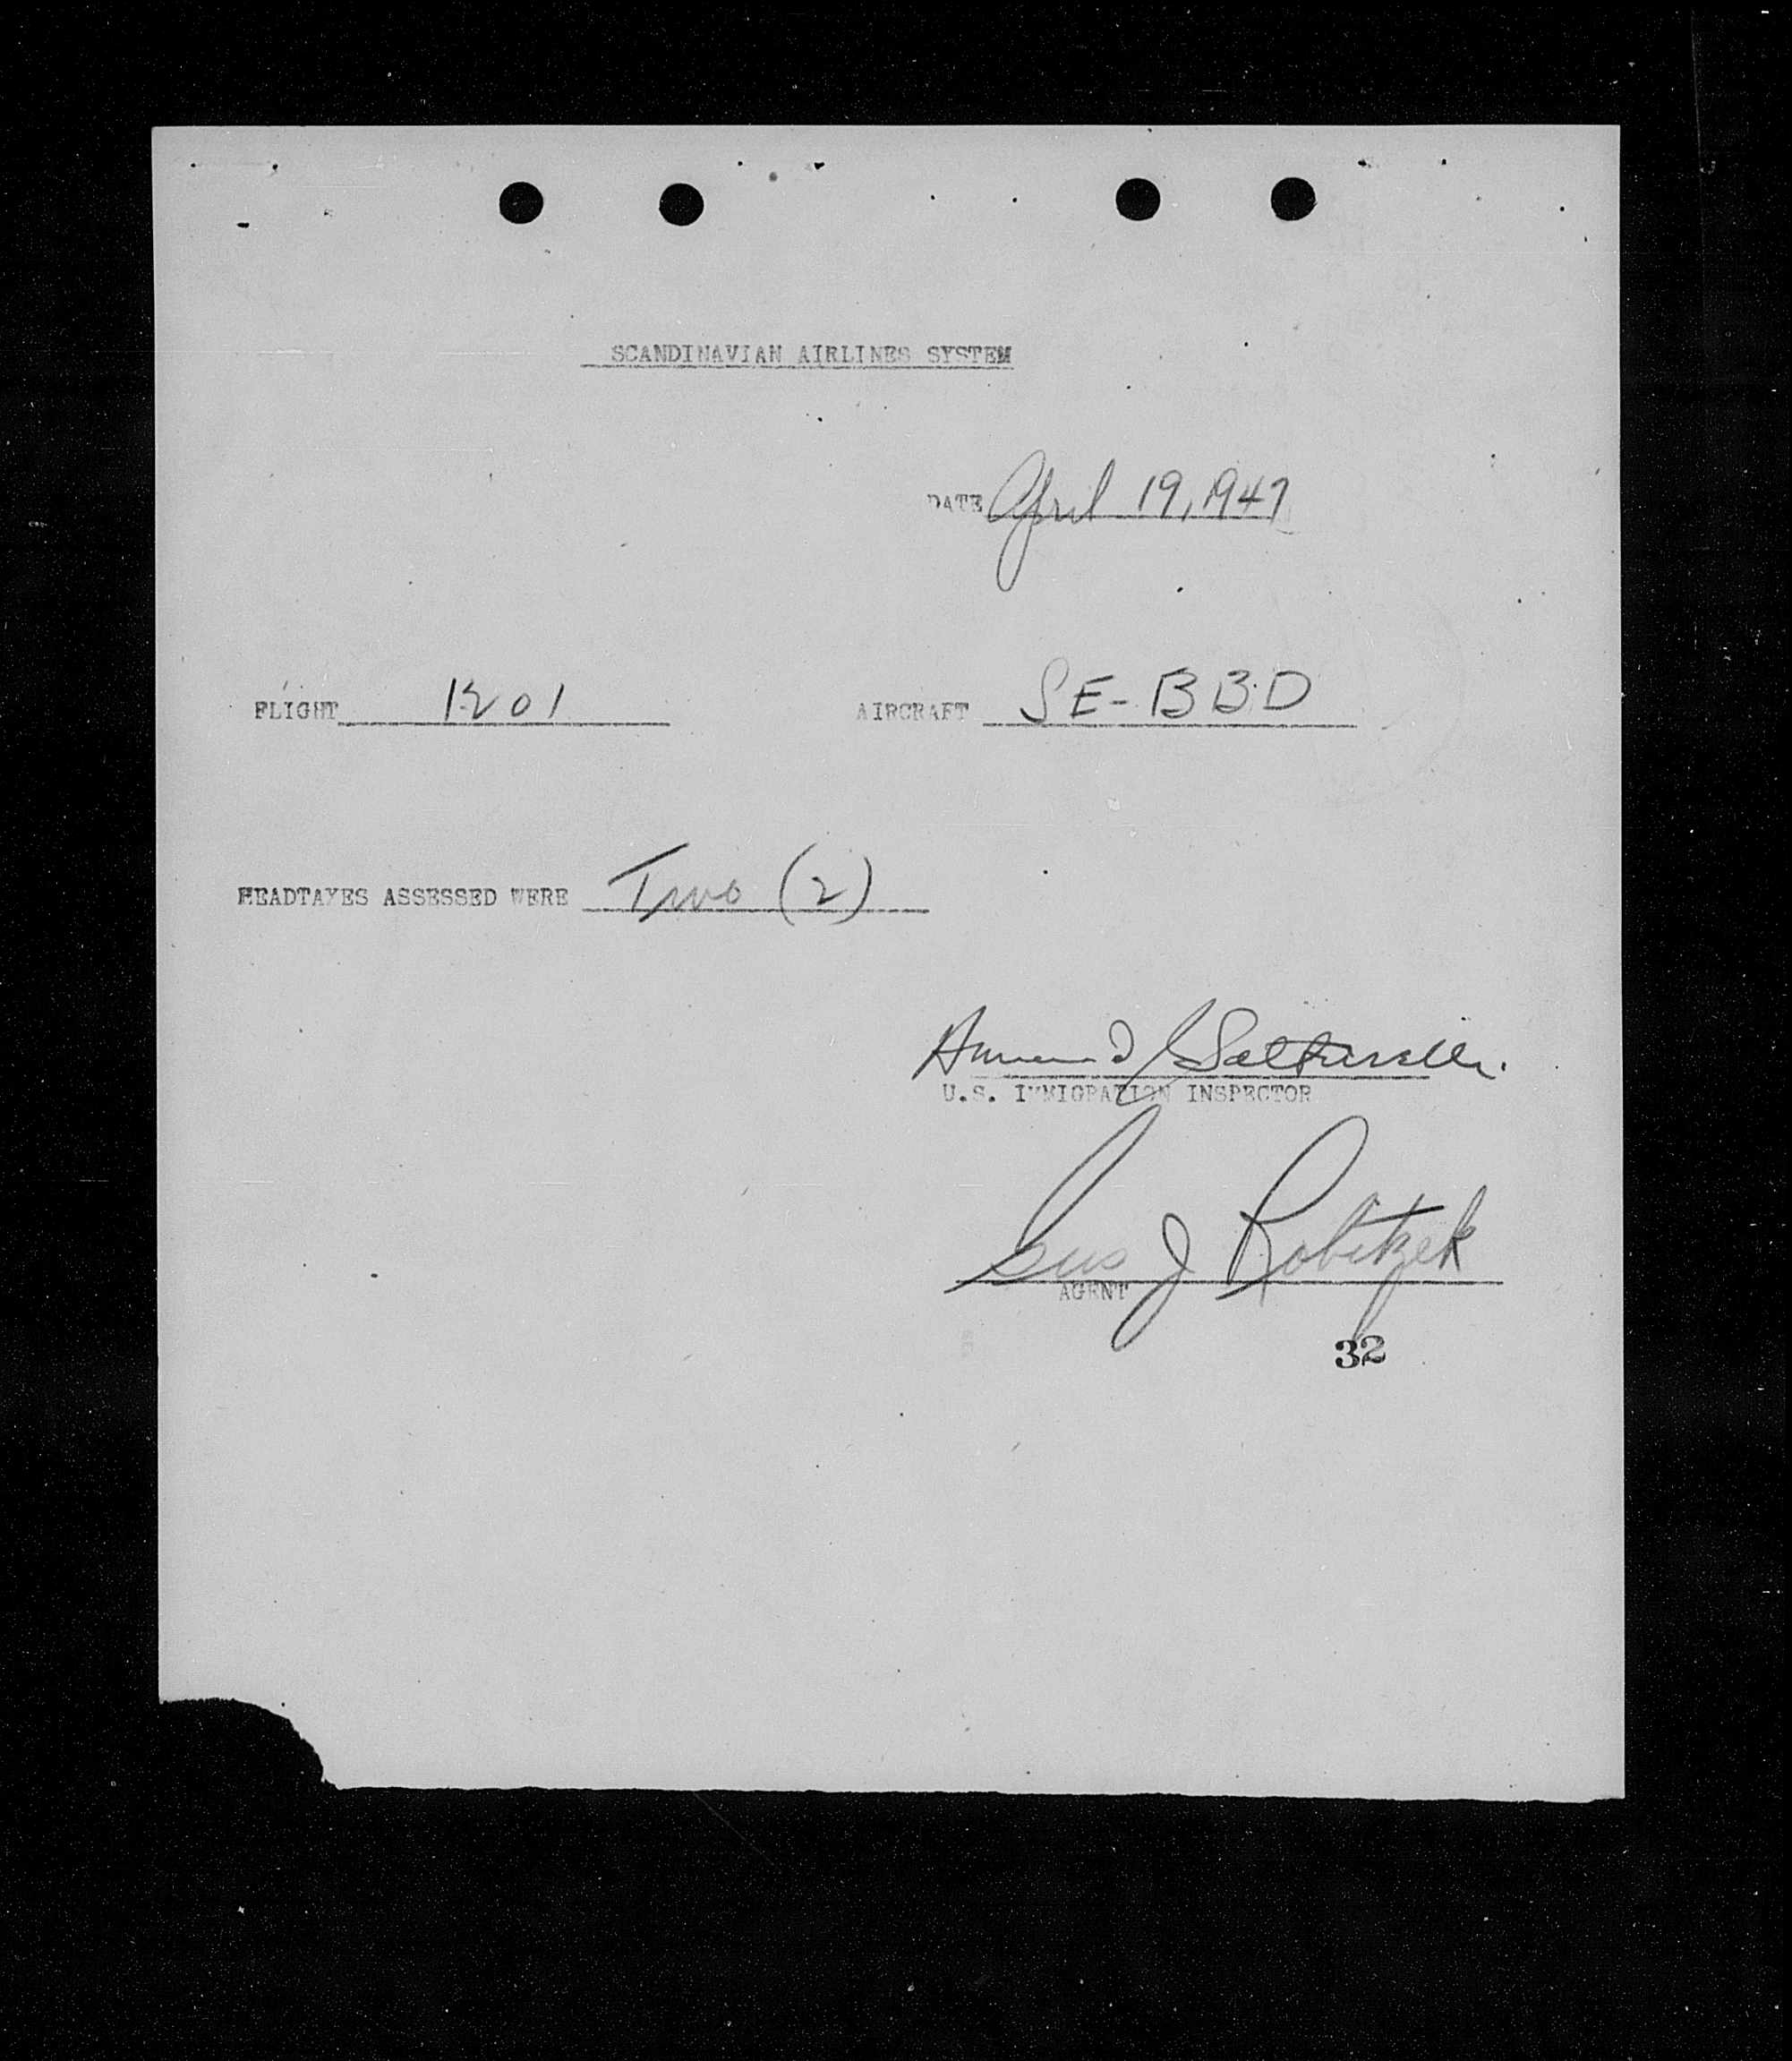 SCANDINAVIAN AIRLINES SYSTEM
DATE April 19, 1947
FLIGHT 1201 AIRCRAFT SE-BBD
HEADTAXES ASSESSED WERE Two (2)
U.S. IMMIGRATION INSPECTOR
Gus J Robitzek
AGENT
32